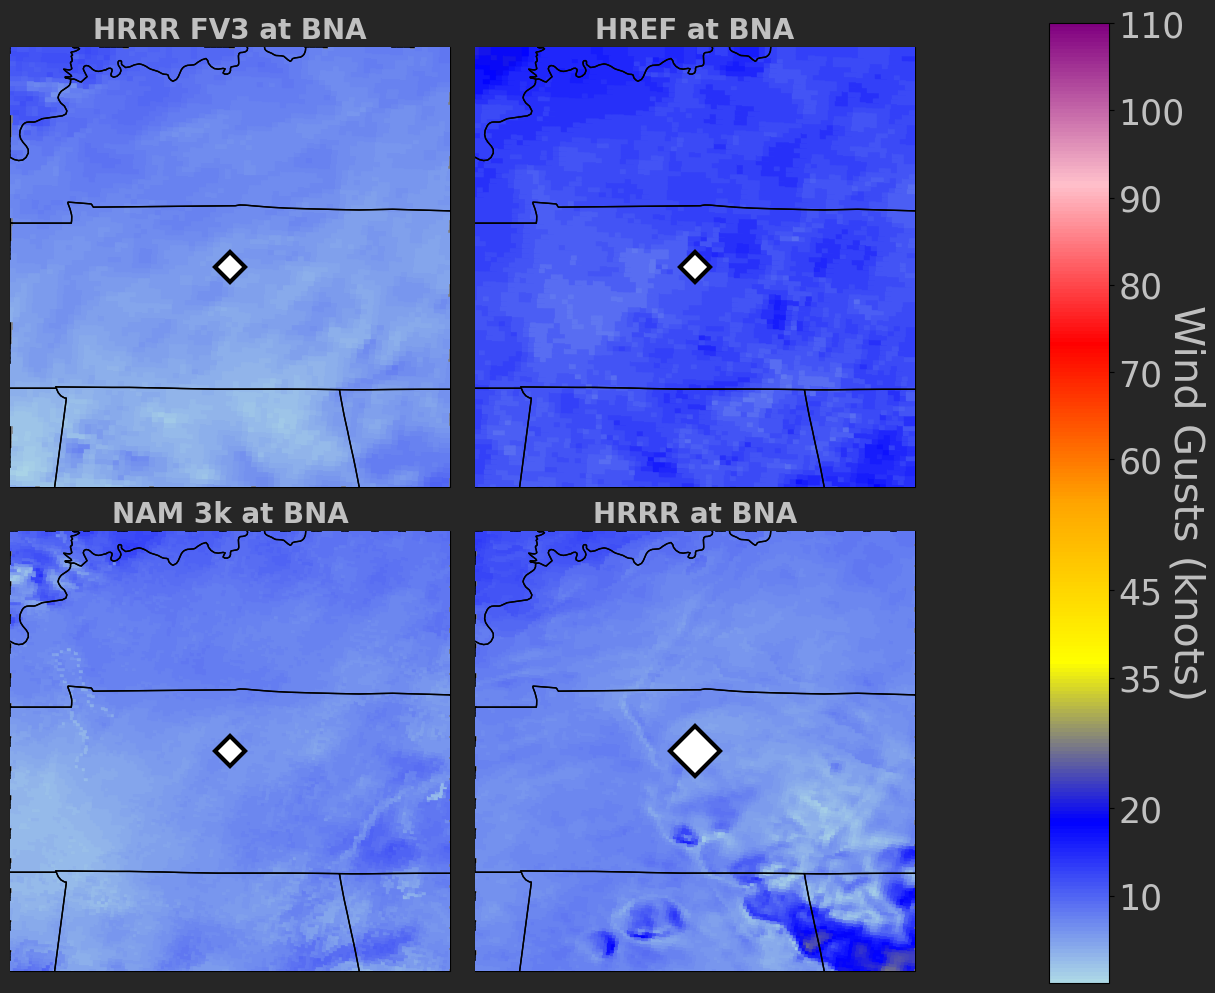 HRRR FV3 at BNA
HREF at BNA
NAM 3k at BNA
HRRR at BNA
110
100
90
80
70
60
45
35
20
10
Wind Gusts (knots)